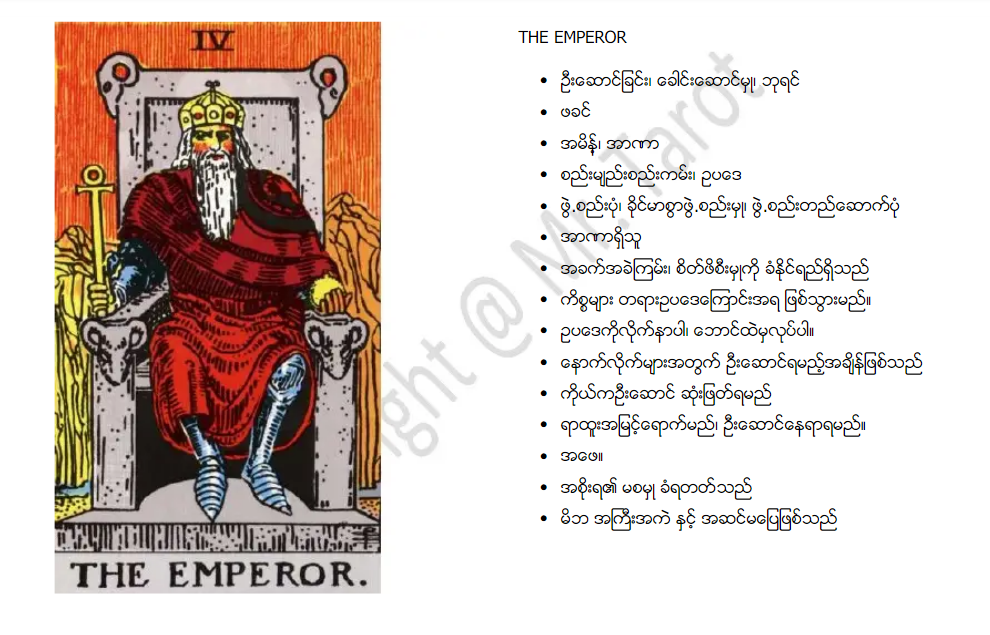 IV
THE EMPEROR.
THE EMPEROR
ဦးဆောင်ခြင်း၊ ခေါင်းဆောင်မှု၊ ဘုရင်
ဖခင်
အမိန့်၊ အာဏာ
စည်းမျည်းစည်းကမ်း၊ ဥပဒေ
ဖွဲ့.စည်းပုံ၊ ခိုင်မာစွာဖွဲ့.စည်းမှု၊ ဖွဲ့.စည်းတည်ဆောက်ပုံ
အာဏာရှိသူ
အခက်အခဲကြမ်း၊ စိတ်ဖိစီးမှုကို ခံနိုင်ရည်ရှိသည်
ကိစ္စများ တရားဥပဒေကြောင်းအရ ဖြစ်သွားမည်။
ဥပဒေကိုလိုက်နာပါ၊ ဘောင်ထဲမှလုပ်ပါ။
နောက်လိုက်များအတွက် ဦးဆောင်ရမည့်အချိန်ဖြစ်သည်
ကိုယ်ကဦးဆောင် ဆုံးဖြတ်ရမည်
ရာထူးအမြင့်ရောက်မည်၊ ဦးဆောင်နေရာရမည်။
အဖေ။
အစိုးရ၏ မစမှု ခံရတတ်သည်
မိဘ အကြီးအကဲ နှင့် အဆင်မပြေဖြစ်သည်
ght @ Mr. Tarot